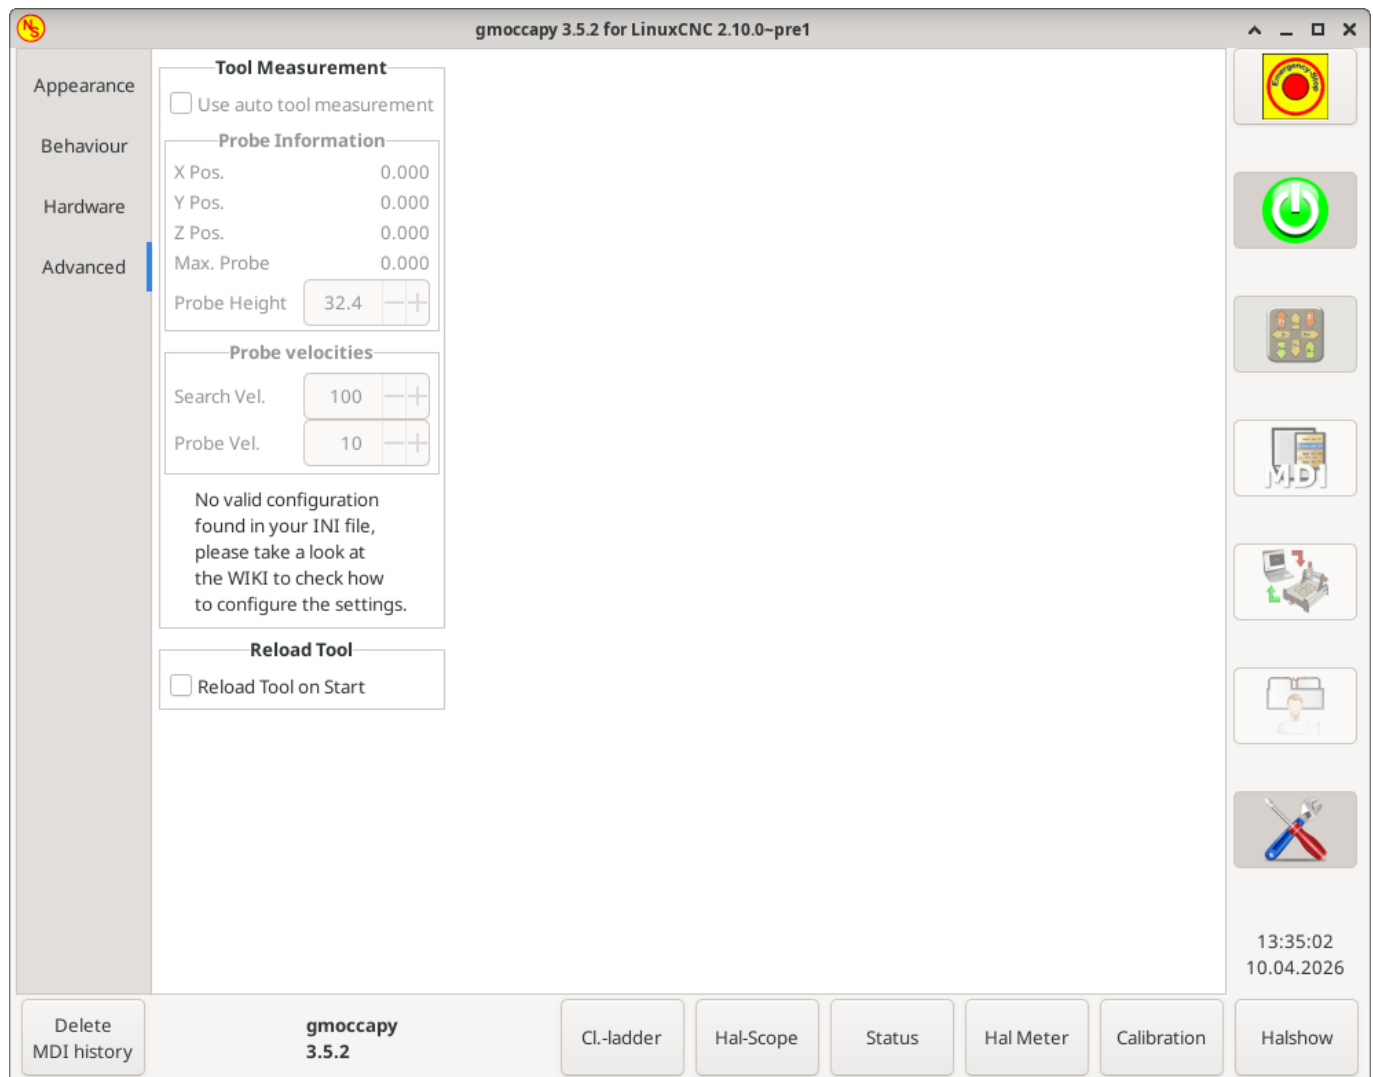 NS
gmoccapy 3.5.2 for LinuxCNC 2.10.0~pre1
Appearance
Behaviour
Hardware
Advanced
Tool Measurement
Use auto tool measurement
Probe Information
X Pos. 0.000
Y Pos. 0.000
Z Pos. 0.000
Max. Probe 0.000
Probe Height 32.4
Probe velocities
Search Vel. 100
Probe Vel. 10
No valid configuration
found in your INI file,
please take a look at
the WIKI to check how
to configure the settings.
Reload Tool
Reload Tool on Start
Emergency-Stop
MDI
13:35:02
10.04.2026
Delete
MDI history
gmoccapy
3.5.2
Cl.-ladder
Hal-Scope
Status
Hal Meter
Calibration
Halshow